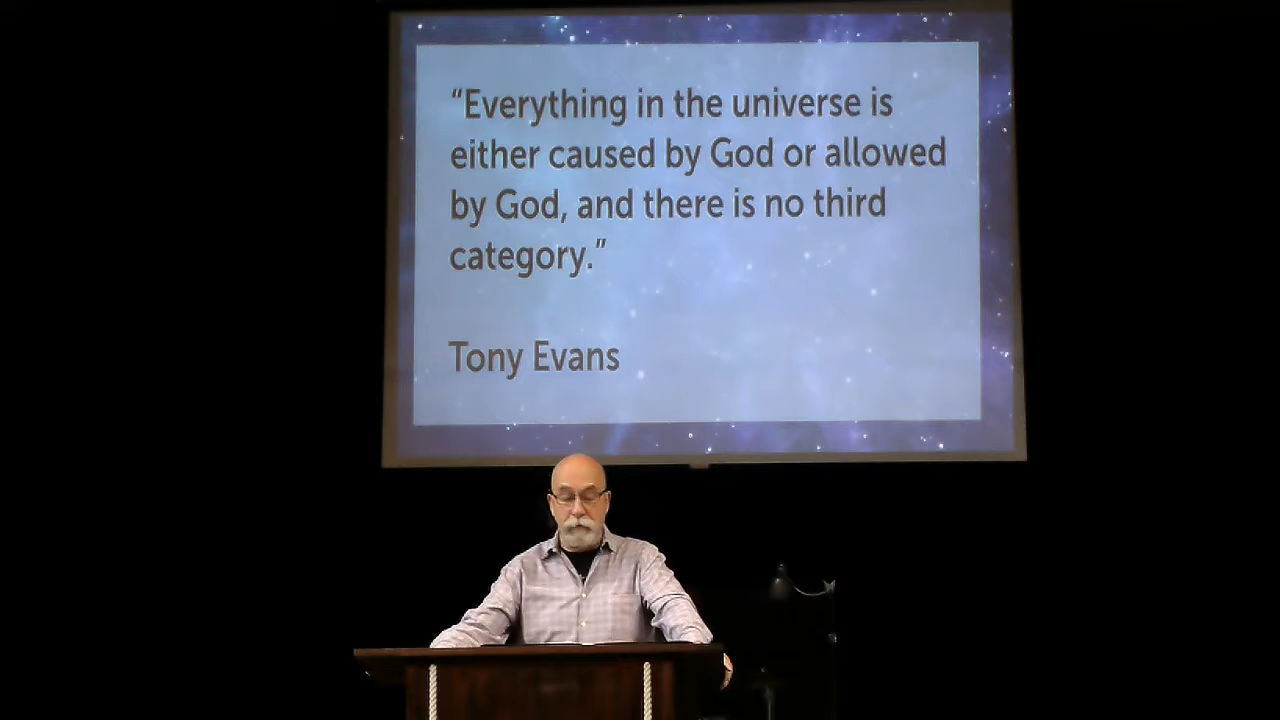 “Everything in the universe is
either caused by God or allowed
by God, and there is no third
category.”
Tony Evans